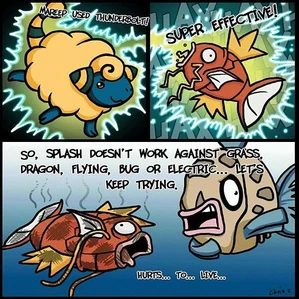 MAREEP USED THUNDERBOLT!
SUPER EFFECTIVE!
SO, SPLASH DOESN'T WORK AGAINST GRASS,
DRAGON, FLYING, BUG OR ELECTRIC... LET'S
KEEP TRYING.
HURTS... TO... LIVE...